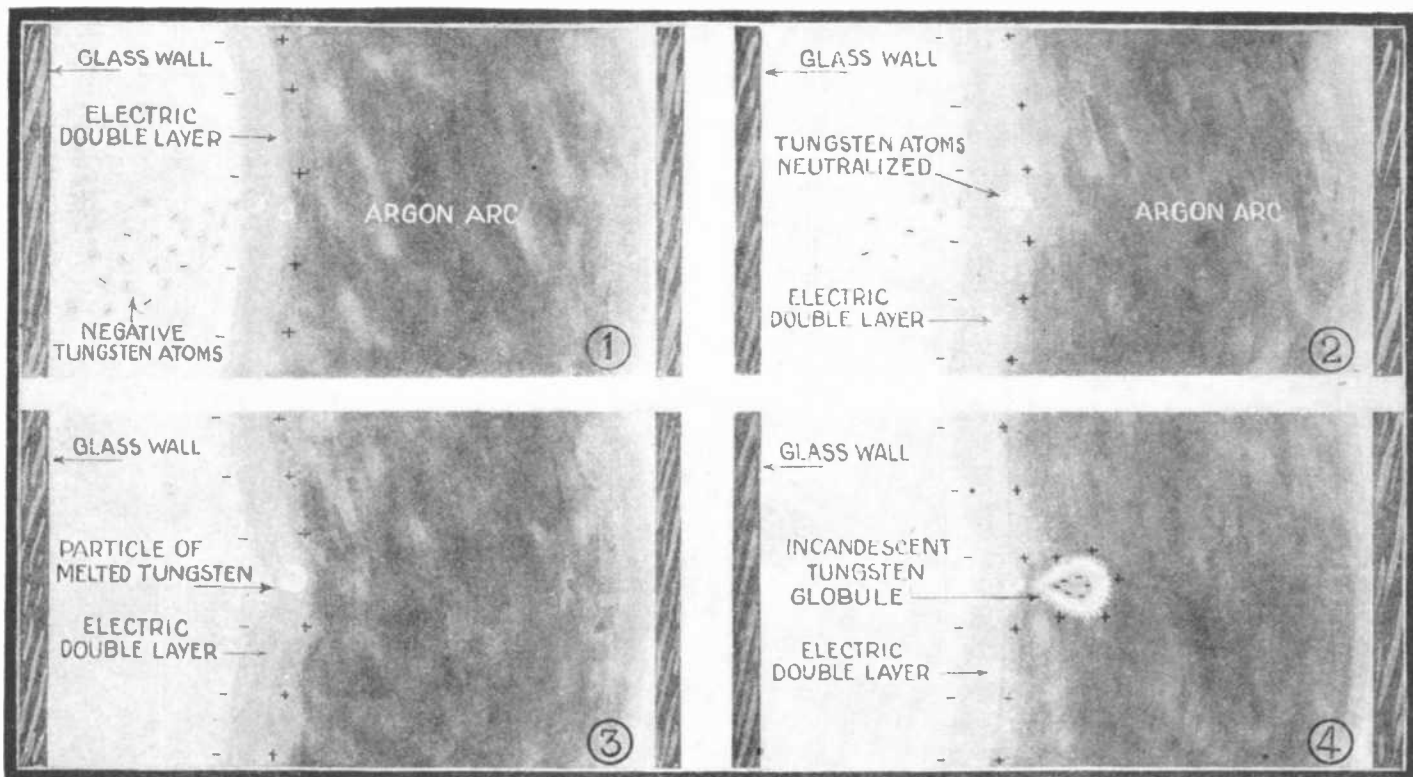 GLASS WALL
ELECTRIC
DOUBLE LAYER
ARGON ARC
NEGATIVE
TUNGSTEN ATOMS
1
GLASS WALL
TUNGSTEN ATOMS
NEUTRALIZED
ARGON ARC
ELECTRIC
DOUBLE LAYER
2
GLASS WALL
PARTICLE OF
MELTED TUNGSTEN
ELECTRIC
DOUBLE LAYER
3
GLASS WALL
INCANDESCENT
TUNGSTEN
GLOBULE
ELECTRIC
DOUBLE LAYER
4